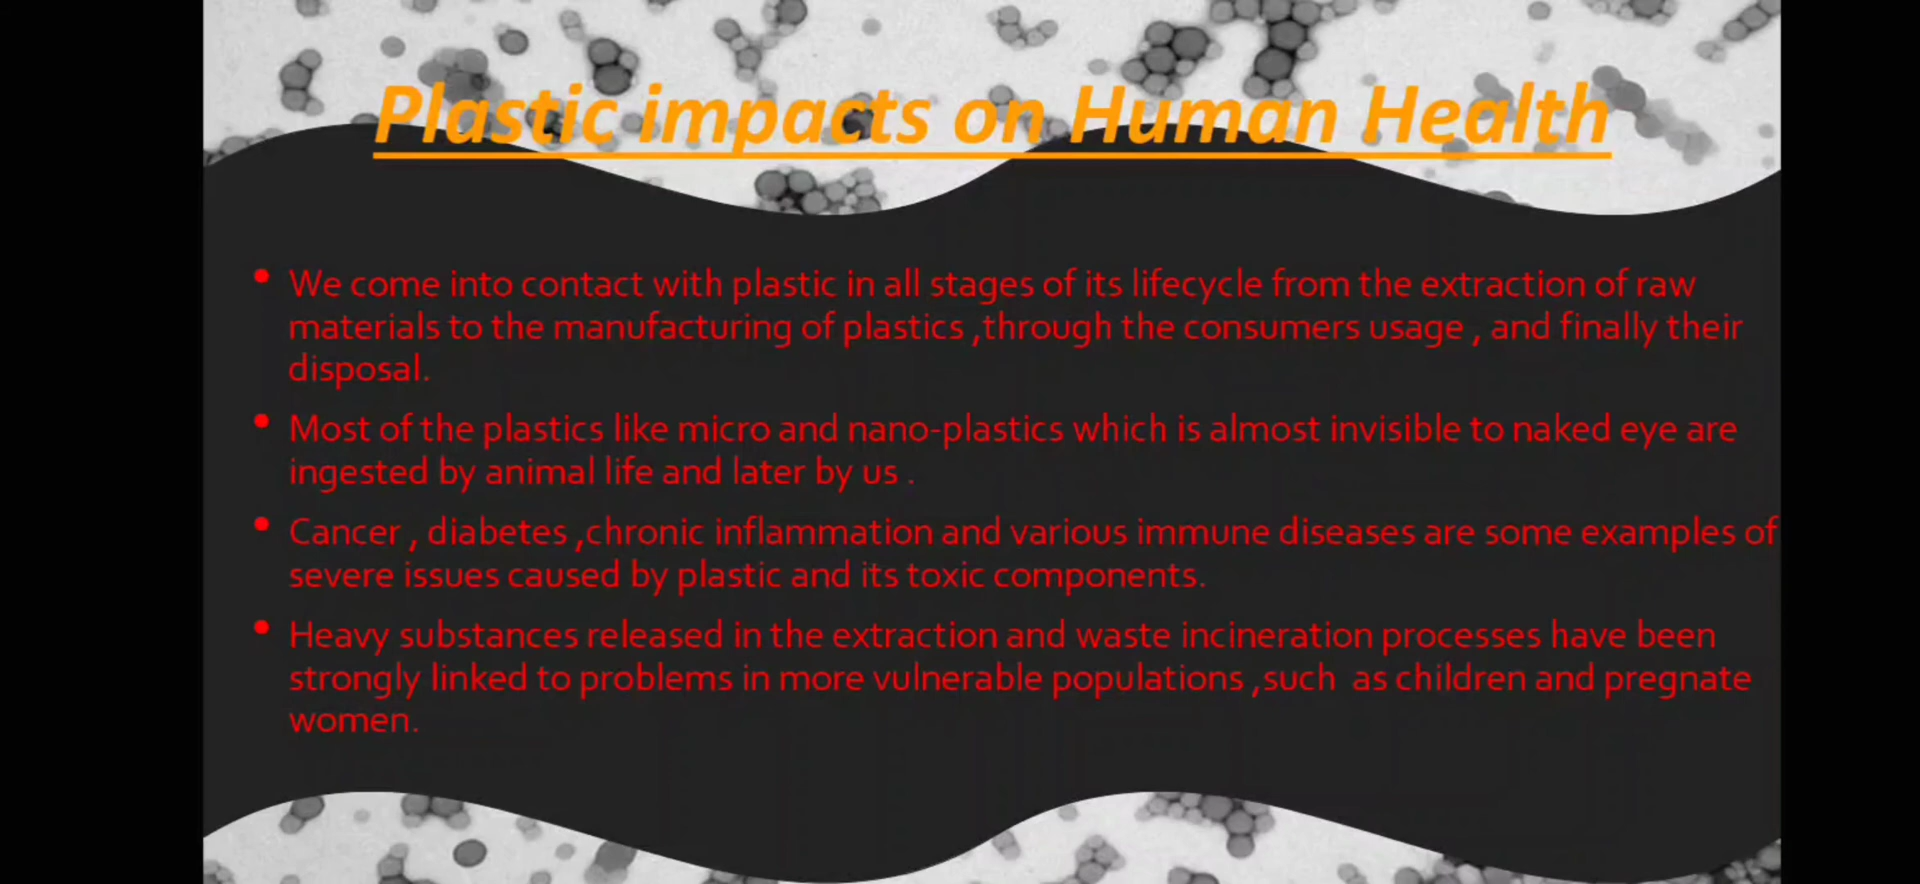 Plastic impacts on Human Health
• We come into contact with plastic in all stages of its lifecycle from the extraction of raw
materials to the manufacturing of plastics ,through the consumers usage , and finally their
disposal.
• Most of the plastics like micro and nano-plastics which is almost invisible to naked eye are
ingested by animal life and later by us .
• Cancer , diabetes ,chronic inflammation and various immune diseases are some examples of
severe issues caused by plastic and its toxic components.
• Heavy substances released in the extraction and waste incineration processes have been
strongly linked to problems in more vulnerable populations ,such  as children and pregnate
women.